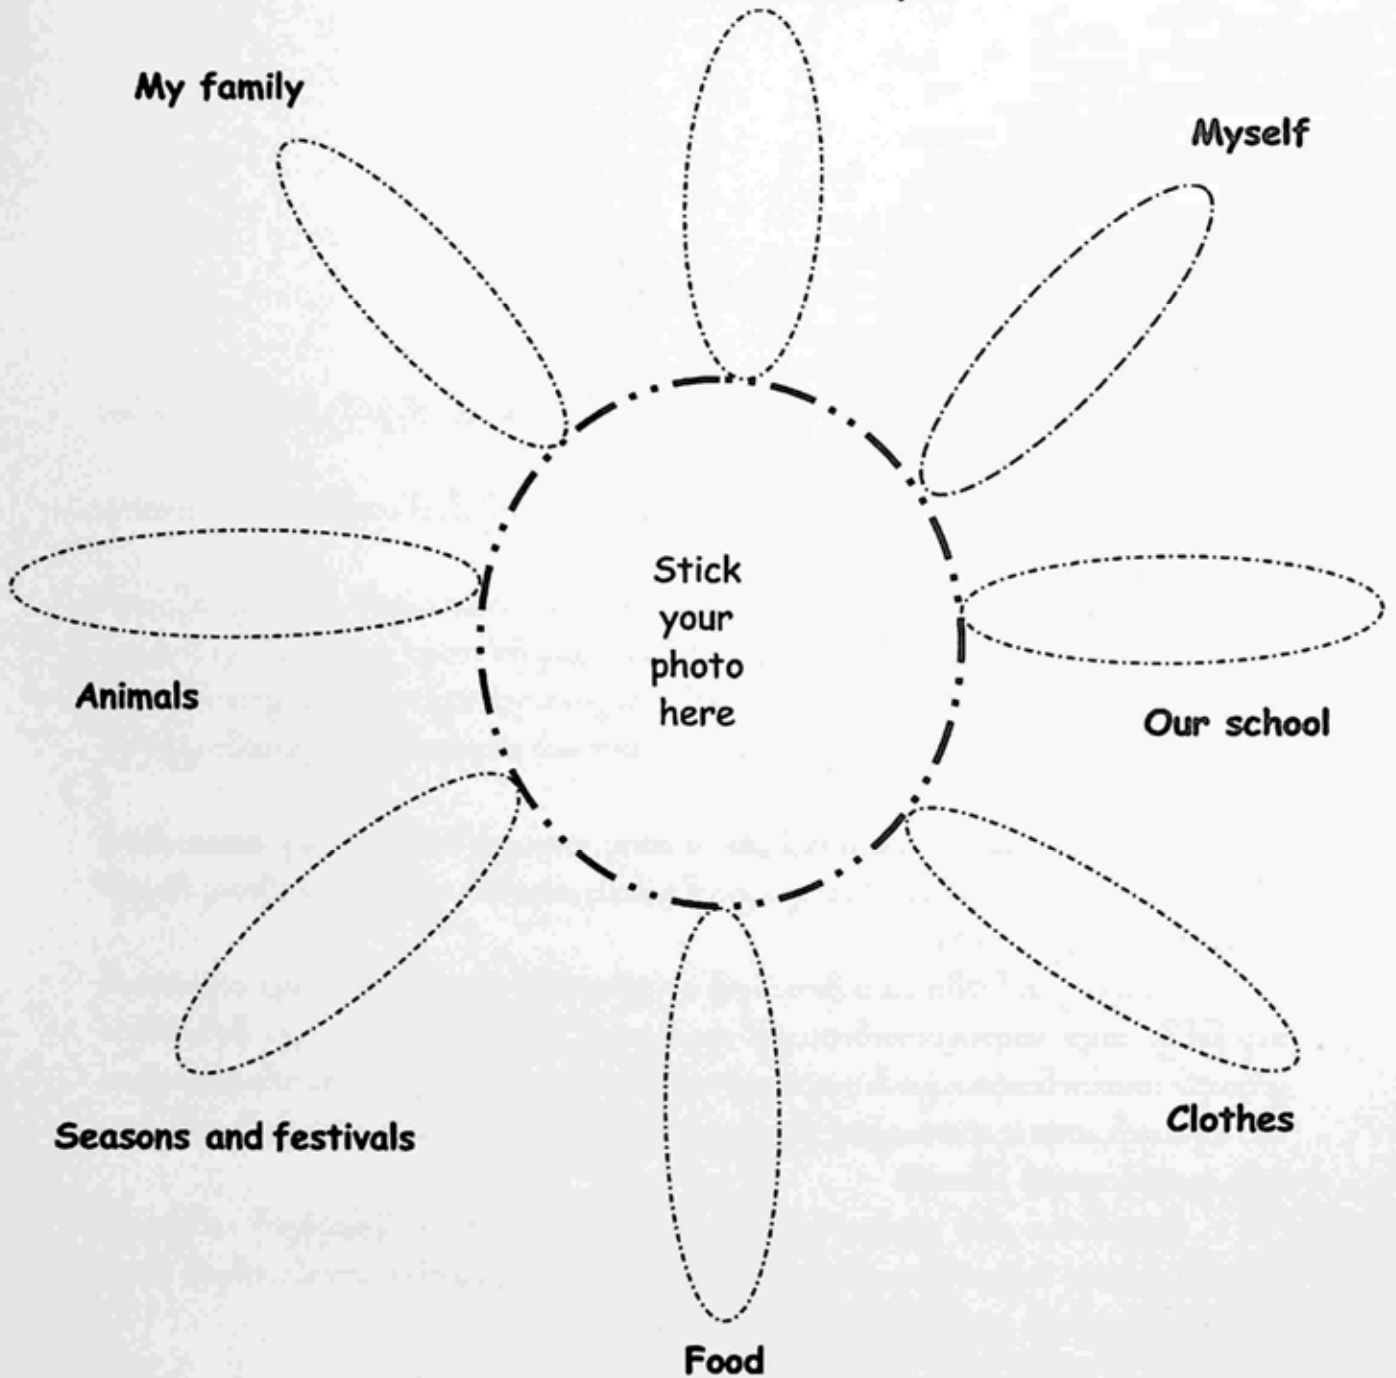 My family
Myself
Stick
your
photo
here
Animals
Our school
Seasons and festivals
Clothes
Food